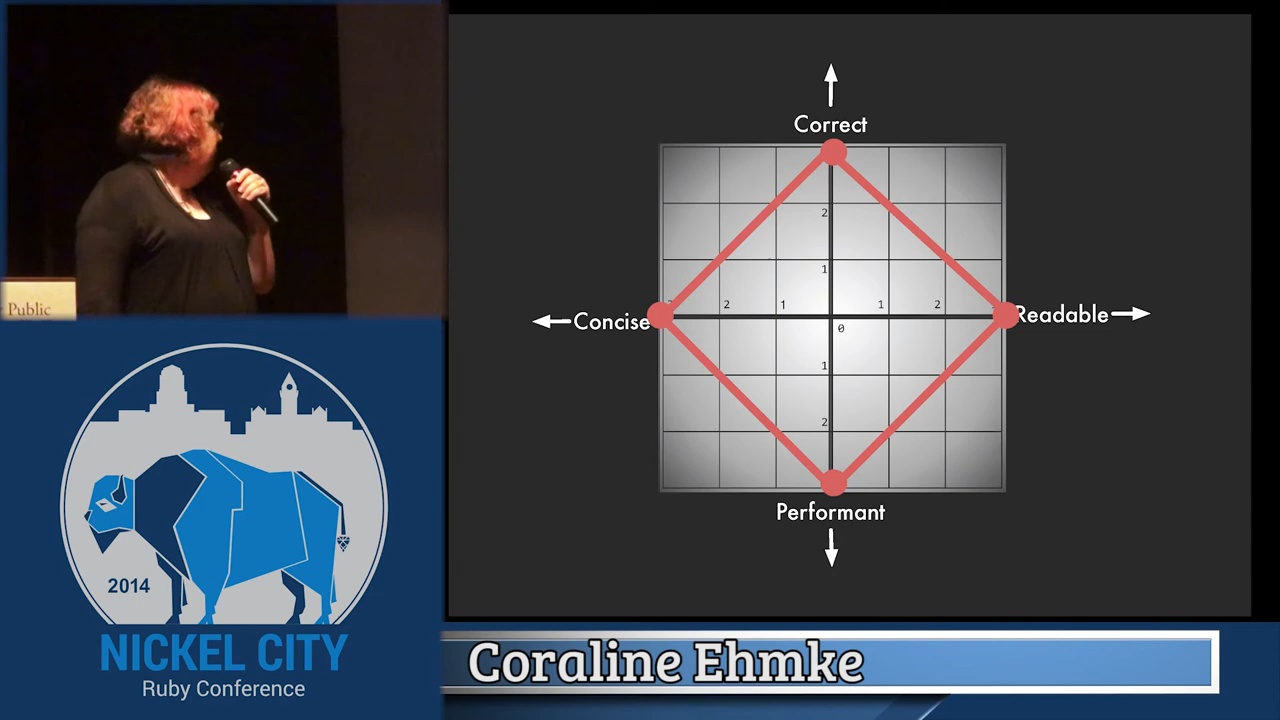 Public
2014
NICKEL CITY
Ruby Conference
Correct
2
1
Concise
2
1
1
2
Readable
0
1
2
Performant
Coraline Ehmke